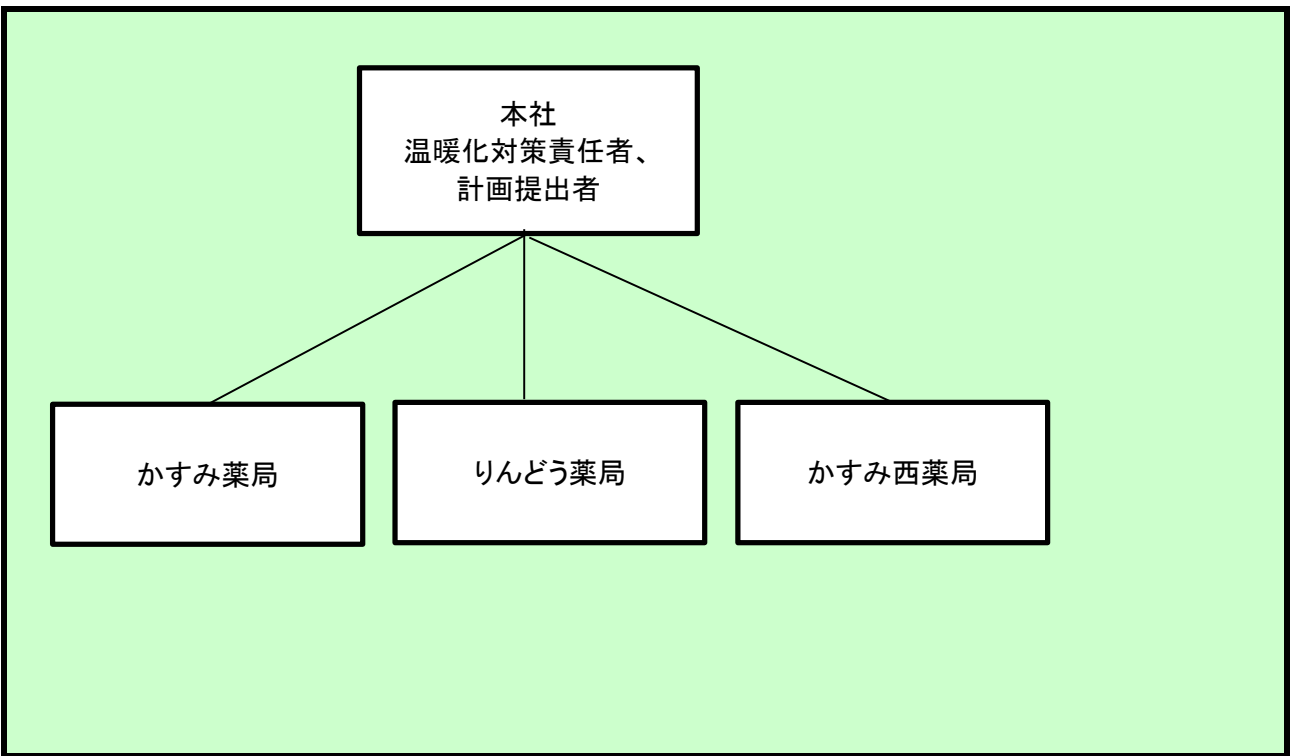 本社
温暖化対策責任者、
計画提出者
かすみ薬局
りんどう薬局
かすみ西薬局